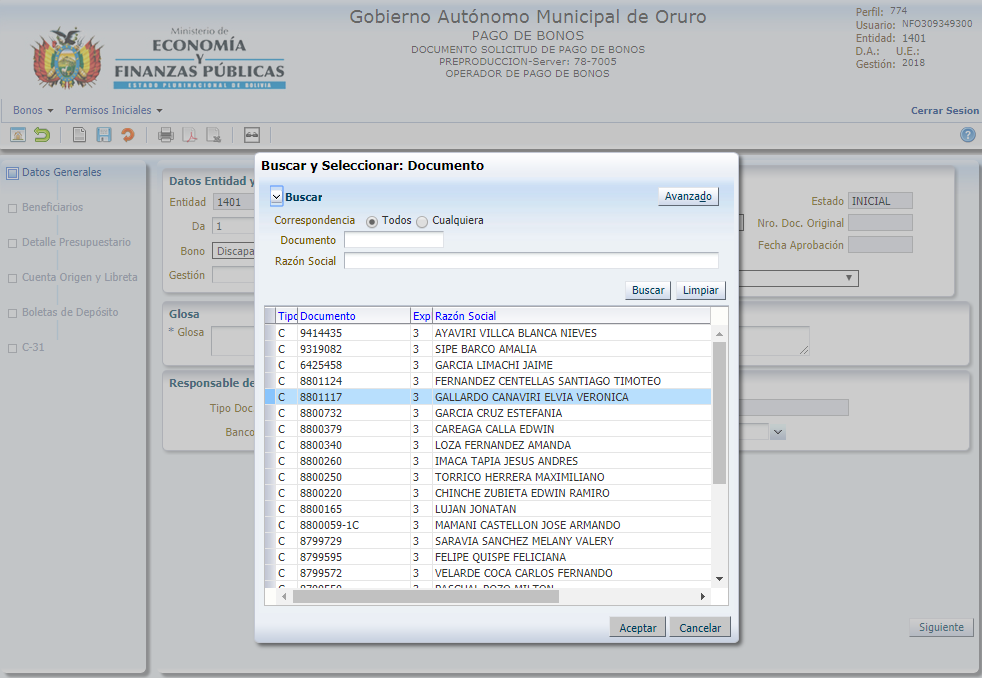 Ministerio de
ECONOMÍA
Y
FINANZAS PÚBLICAS
ESTADO PLURINACIONAL DE BOLIVIA
Gobierno Autónomo Municipal de Oruro
PAGO DE BONOS
DOCUMENTO SOLICITUD DE PAGO DE BONOS
PREPRODUCCION-Server: 78-7005
OPERADOR DE PAGO DE BONOS
Perfil: 774
Usuario: NFO309349300
Entidad: 1401
D.A.: U.E.:
Gestión: 2018
Bonos Permisos Iniciales Cerrar Sesion
Datos Generales
Beneficiarios
Detalle Presupuestario
Cuenta Origen y Libreta
Boletas de Depósito
C-31
Datos Entidad y
Entidad 1401
Da 1
Bono Discapa
Gestión
Estado INICIAL
Nro. Doc. Original
Fecha Aprobación
Glosa
* Glosa
Responsable de
Tipo Doc
Banco
Buscar y Seleccionar: Documento
Buscar Avanzado
Correspondencia Todos Cualquiera
Documento
Razón Social
Buscar Limpiar
Tipo Documento Exp Razón Social
C 9414435 3 AYAVIRI VILLCA BLANCA NIEVES
C 9319082 3 SIPE BARCO AMALIA
C 6425458 3 GARCIA LIMACHI JAIME
C 8801124 3 FERNANDEZ CENTELLAS SANTIAGO TIMOTEO
C 8801117 3 GALLARDO CANAVIRI ELVIA VERONICA
C 8800732 3 GARCIA CRUZ ESTEFANIA
C 8800379 3 CAREAGA CALLA EDWIN
C 8800340 3 LOZA FERNANDEZ AMANDA
C 8800260 3 IMACA TAPIA JESUS ANDRES
C 8800250 3 TORRICO HERRERA MAXIMILIANO
C 8800220 3 CHINCHE ZUBIETA EDWIN RAMIRO
C 8800165 3 LUJAN JONATAN
C 8800059-1C 3 MAMANI CASTELLON JOSE ARMANDO
C 8799729 3 SARAVIA SANCHEZ MELANY VALERY
C 8799595 3 FELIPE QUISPE FELICIANA
C 8799572 3 VELARDE COCA CARLOS FERNANDO
Aceptar Cancelar
Siguiente